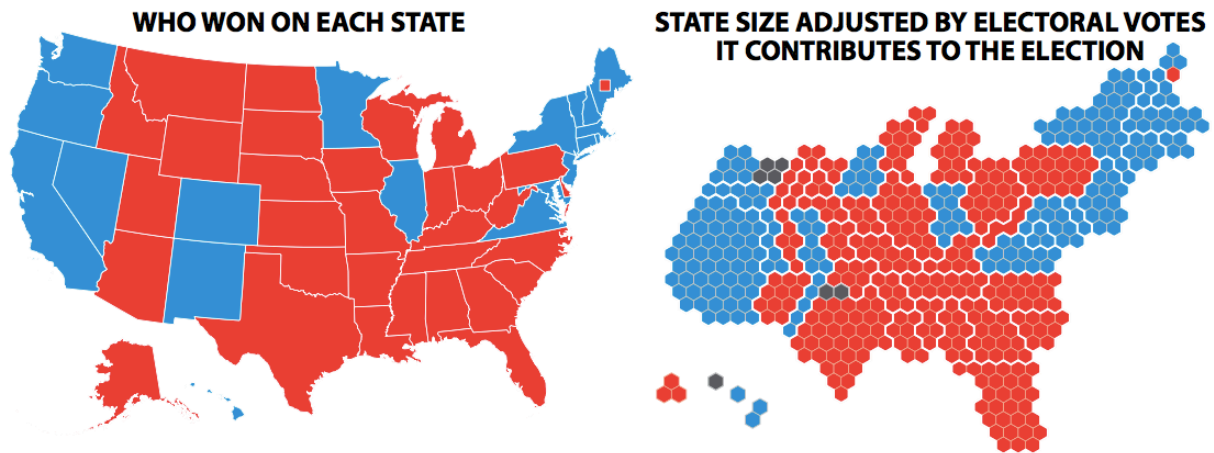 WHO WON ON EACH STATE
STATE SIZE ADJUSTED BY ELECTORAL VOTES
IT CONTRIBUTES TO THE ELECTION